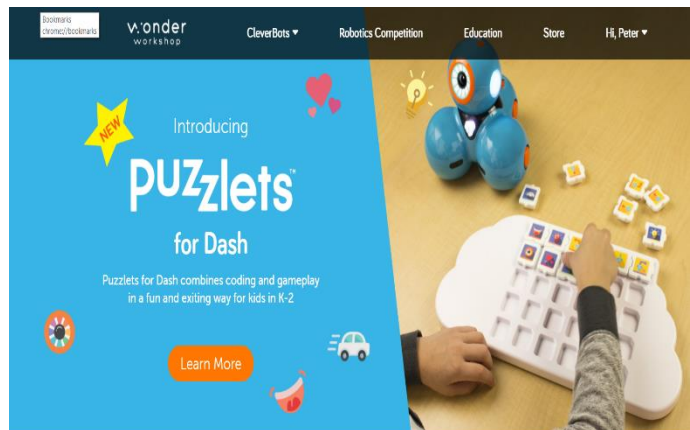 Bookmarks
chrome://bookmarks
wonder
workshop
CleverBots ▾
Robotics Competition
Education
Store
Hi, Peter ▾
NEW
Introducing
puzzlets™
for Dash
Puzzlets for Dash combines coding and gameplay
in a fun and exiting way for kids in K-2
Learn More